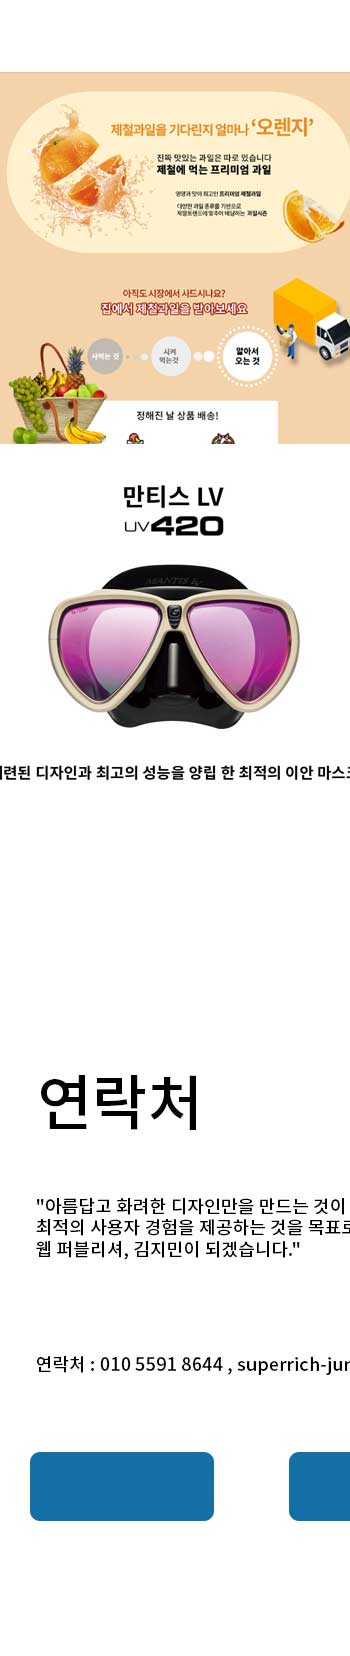 제철과일을 기다린지 얼마나 ‘오렌지’
진짜 맛있는 과일은 따로 있습니다
제철에 먹는 프리미엄 과일
영양과 맛이 최고인 프리미엄 제철과일
다양한 과일 종류를 기반으로
제철트렌드에 맞추어 배달하는 과일시즌
아직도 시장에서 사드시나요?
집에서 제철과일을 받아보세요
사먹는 것
시켜
먹는것
알아서
오는 것
정해진 날 상품 배송!
만티스 LV
UV420
MANTIS LV
련된 디자인과 최고의 성능을 양립 한 최적의 이안 마스크
연락처
"아름답고 화려한 디자인만을 만드는 것이
최적의 사용자 경험을 제공하는 것을 목표로
웹 퍼블리셔, 김지민이 되겠습니다."
연락처 : 010 5591 8644 , superrich-jun